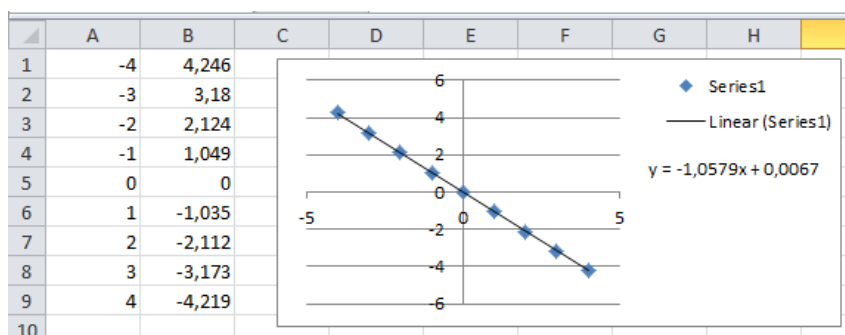 A B C D E F G H
1 -4 4,246
2 -3 3,18
3 -2 2,124
4 -1 1,049
5 0 0
6 1 -1,035
7 2 -2,112
8 3 -3,173
9 4 -4,219
10
6
4
2
0
-5 0 5
-2
-4
-6
Series1
Linear (Series1)
y = -1,0579x + 0,0067